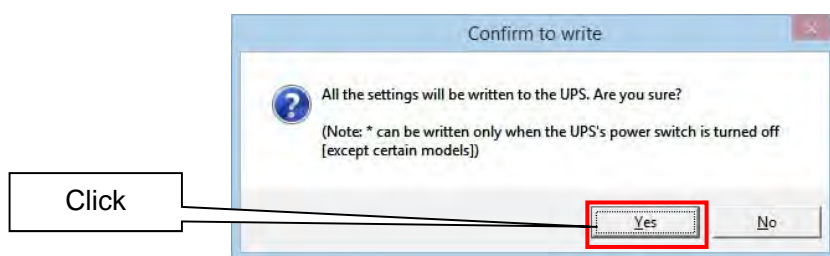 Confirm to write
All the settings will be written to the UPS. Are you sure?
(Note: * can be written only when the UPS's power switch is turned off
[except certain models])
Click
Yes
No